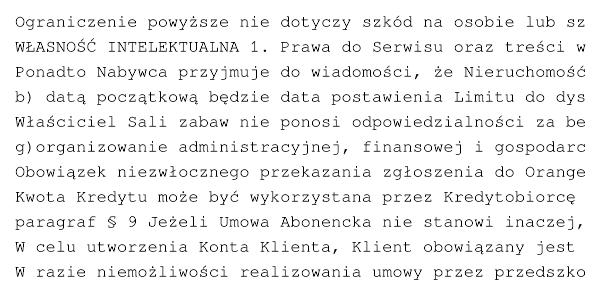 Ograniczenie powyższe nie dotyczy szkód na osobie lub sz
WŁASNOŚĆ INTELEKTUALNA 1. Prawa do Serwisu oraz treści w
Ponadto Nabywca przyjmuje do wiadomości, że Nieruchomość
b) datą początkową będzie data postawienia Limitu do dys
Właściciel Sali zabaw nie ponosi odpowiedzialności za be
g)organizowanie administracyjnej, finansowej i gospodarc
Obowiązek niezwłocznego przekazania zgłoszenia do Orange
Kwota Kredytu może być wykorzystana przez Kredytobiorcę
paragraf § 9 Jeżeli Umowa Abonencka nie stanowi inaczej,
W celu utworzenia Konta Klienta, Klient obowiązany jest
W razie niemożliwości realizowania umowy przez przedszko